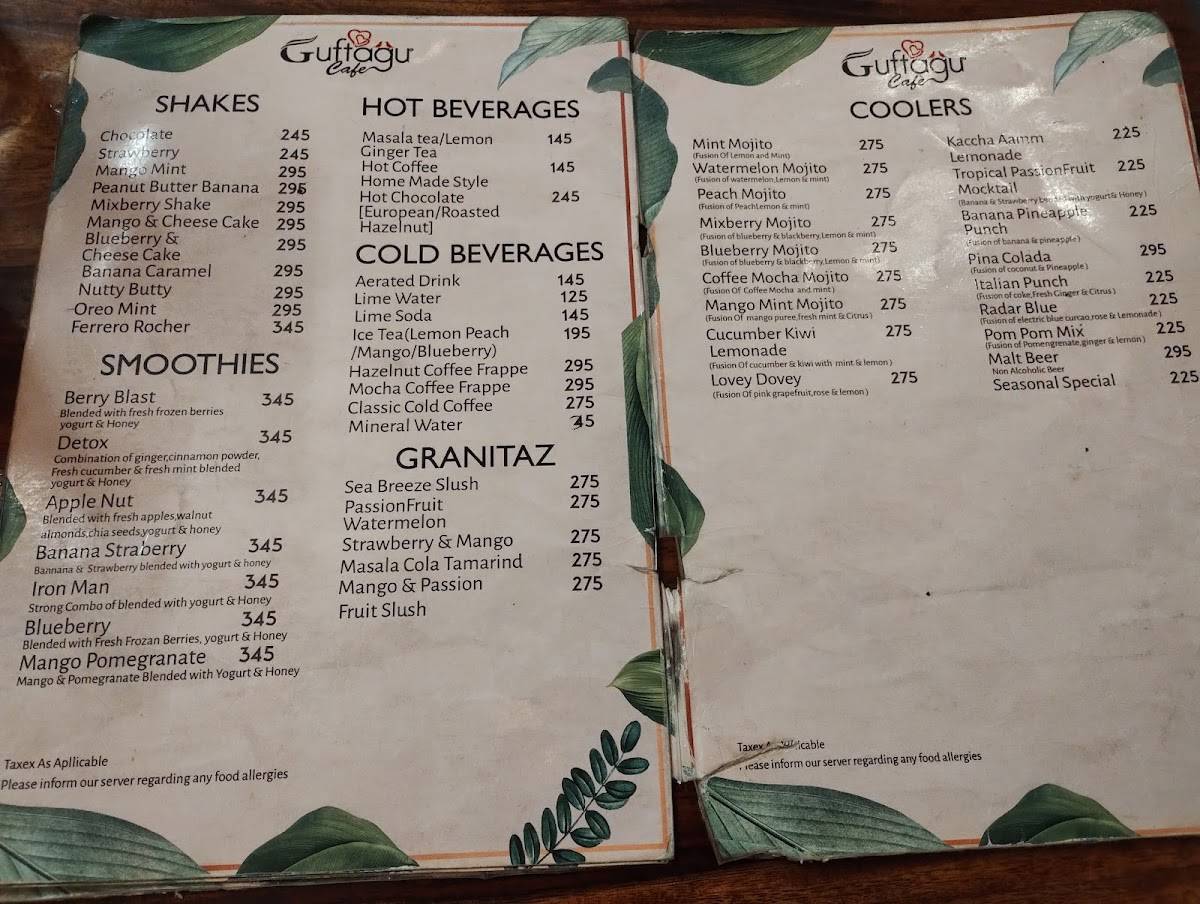 Guftagu
Cafe
SHAKES
Chocolate 245
Strawberry 245
Mango Mint 295
Peanut Butter Banana 295
Mixberry Shake 295
Mango & Cheese Cake 295
Blueberry & 295
Cheese Cake
Banana Caramel 295
Nutty Butty 295
Oreo Mint 295
Ferrero Rocher 345
SMOOTHIES
Berry Blast 345
Blended with fresh frozen berries
yogurt & Honey
Detox 345
Combination of ginger,cinnamon powder,
Fresh cucumber & fresh mint blended
yogurt & Honey
Apple Nut 345
Blended with fresh apples,walnut
almonds,chia seeds,yogurt & honey
Banana Straberry 345
Bannana & Strawberry blended with yogurt & honey
Iron Man 345
Strong Combo of blended with yogurt & Honey
Blueberry 345
Blended with Fresh Frozan Berries, yogurt & Honey
Mango Pomegranate 345
Mango & Pomegranate Blended with Yogurt & Honey
HOT BEVERAGES
Masala tea/Lemon 145
Ginger Tea
Hot Coffee 145
Home Made Style
Hot Chocolate 245
[European/Roasted
Hazelnut]
COLD BEVERAGES
Aerated Drink 145
Lime Water 125
Lime Soda 145
Ice Tea(Lemon Peach 195
/Mango/Blueberry)
Hazelnut Coffee Frappe 295
Mocha Coffee Frappe 295
Classic Cold Coffee 275
Mineral Water 45
GRANITAZ
Sea Breeze Slush 275
PassionFruit 275
Watermelon
Strawberry & Mango 275
Masala Cola Tamarind 275
Mango & Passion 275
Fruit Slush
Taxex As Apllicable
Please inform our server regarding any food allergies
Guftagu
Cafe
COOLERS
Mint Mojito 275
(Fusion Of Lemon and Mint)
Watermelon Mojito 275
(Fusion of watermelon,Lemon & mint)
Peach Mojito 275
(Fusion of PeachLemon & mint)
Mixberry Mojito 275
(Fusion of blueberry & blackberry,Lemon & mint)
Blueberry Mojito 275
(Fusion of blueberry & blackberry,Lemon & mint)
Coffee Mocha Mojito 275
(Fusion Of Coffee Mocha and mint)
Mango Mint Mojito 275
(Fusion Of mango puree,fresh mint & Citrus)
Cucumber Kiwi 275
Lemonade
(Fusion Of cucumber & kiwi with mint & lemon)
Lovey Dovey 275
(Fusion Of pink grapefruit,rose & lemon)
Kaccha Aamm 225
Lemonade
Tropical PassionFruit 225
Mocktail
(Banana & Strawberry with yogurt & Honey)
Banana Pineapple 225
Punch
(Fusion of banana & pineapple)
Pina Colada 295
(Fusion of coconut & Pineapple)
Italian Punch 225
(Fusion of coke,Fresh Ginger & Citrus)
Radar Blue 225
(Fusion of electric blue curcao,rose & Lemonade)
Pom Pom Mix 225
(Fusion of Pomengrenate,ginger & lemon)
Malt Beer 295
Non Alcoholic Beer
Seasonal Special 225
Taxex
inform our server regarding any food allergies